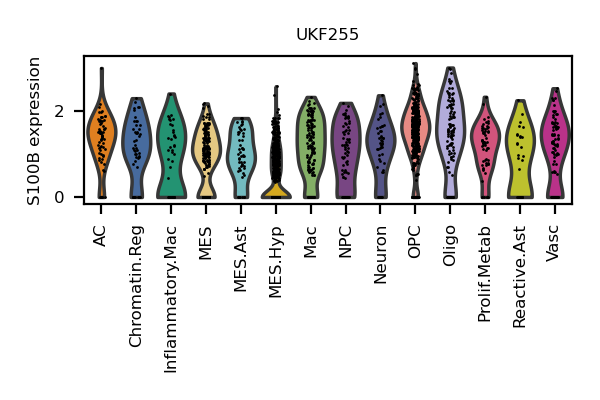 UKF255
S100B expression
2
0
AC
Chromatin.Reg
Inflammatory.Mac
MES
MES.Ast
MES.Hyp
Mac
NPC
Neuron
OPC
Oligo
Prolif.Metab
Reactive.Ast
Vasc